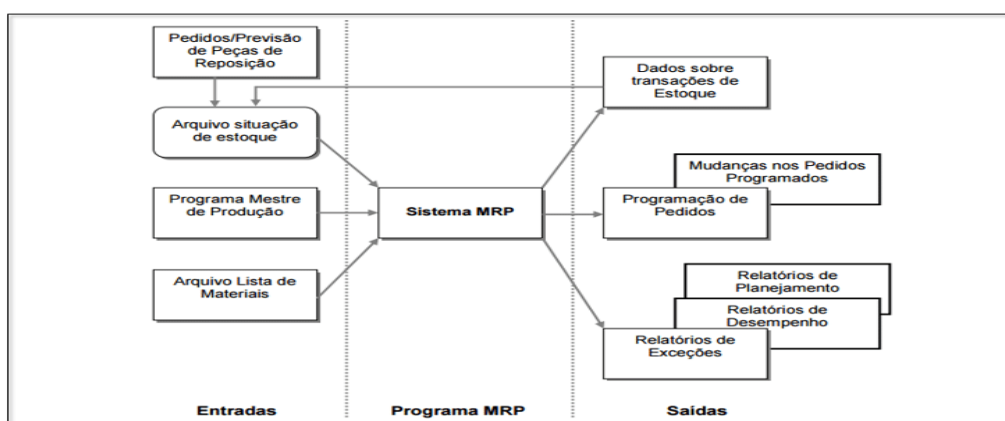 Pedidos/Previsão
de Peças de
Reposição
Arquivo situação
de estoque
Programa Mestre
de Produção
Arquivo Lista de
Materiais
Sistema MRP
Dados sobre
transações de
Estoque
Mudanças nos Pedidos
Programados
Programação de
Pedidos
Relatórios de
Planejamento
Relatórios de
Desempenho
Relatórios de
Exceções
Entradas
Programa MRP
Saídas